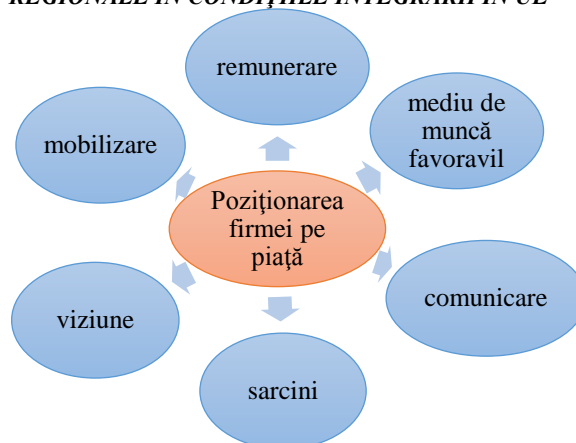 REGIONALE ÎN CONDIŢIILE INTEGRĂRII ÎN UE
remunerare
mediu de
muncă
favoravil
mobilizare
Poziţionarea
firmei pe
piaţă
comunicare
viziune
sarcini